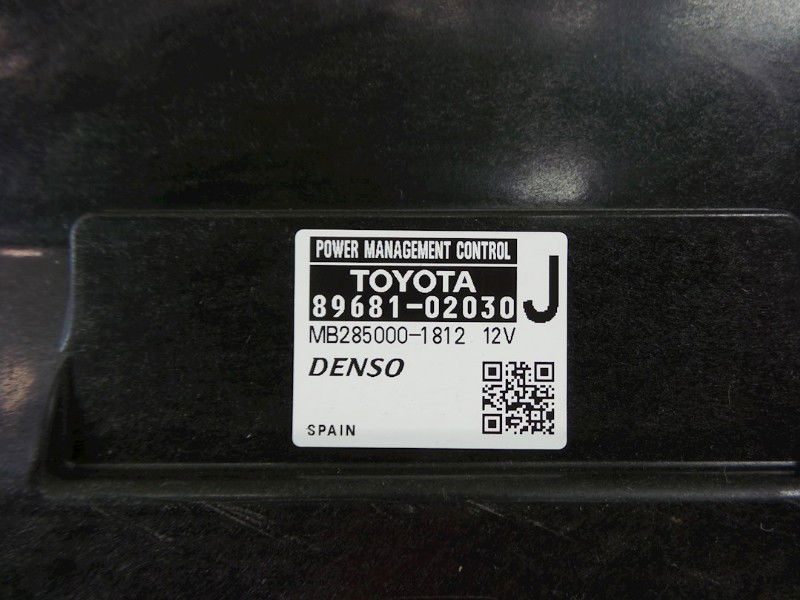 POWER MANAGEMENT CONTROL
TOYOTA
89681-02030
J
MB285000-1812 12V
DENSO
SPAIN